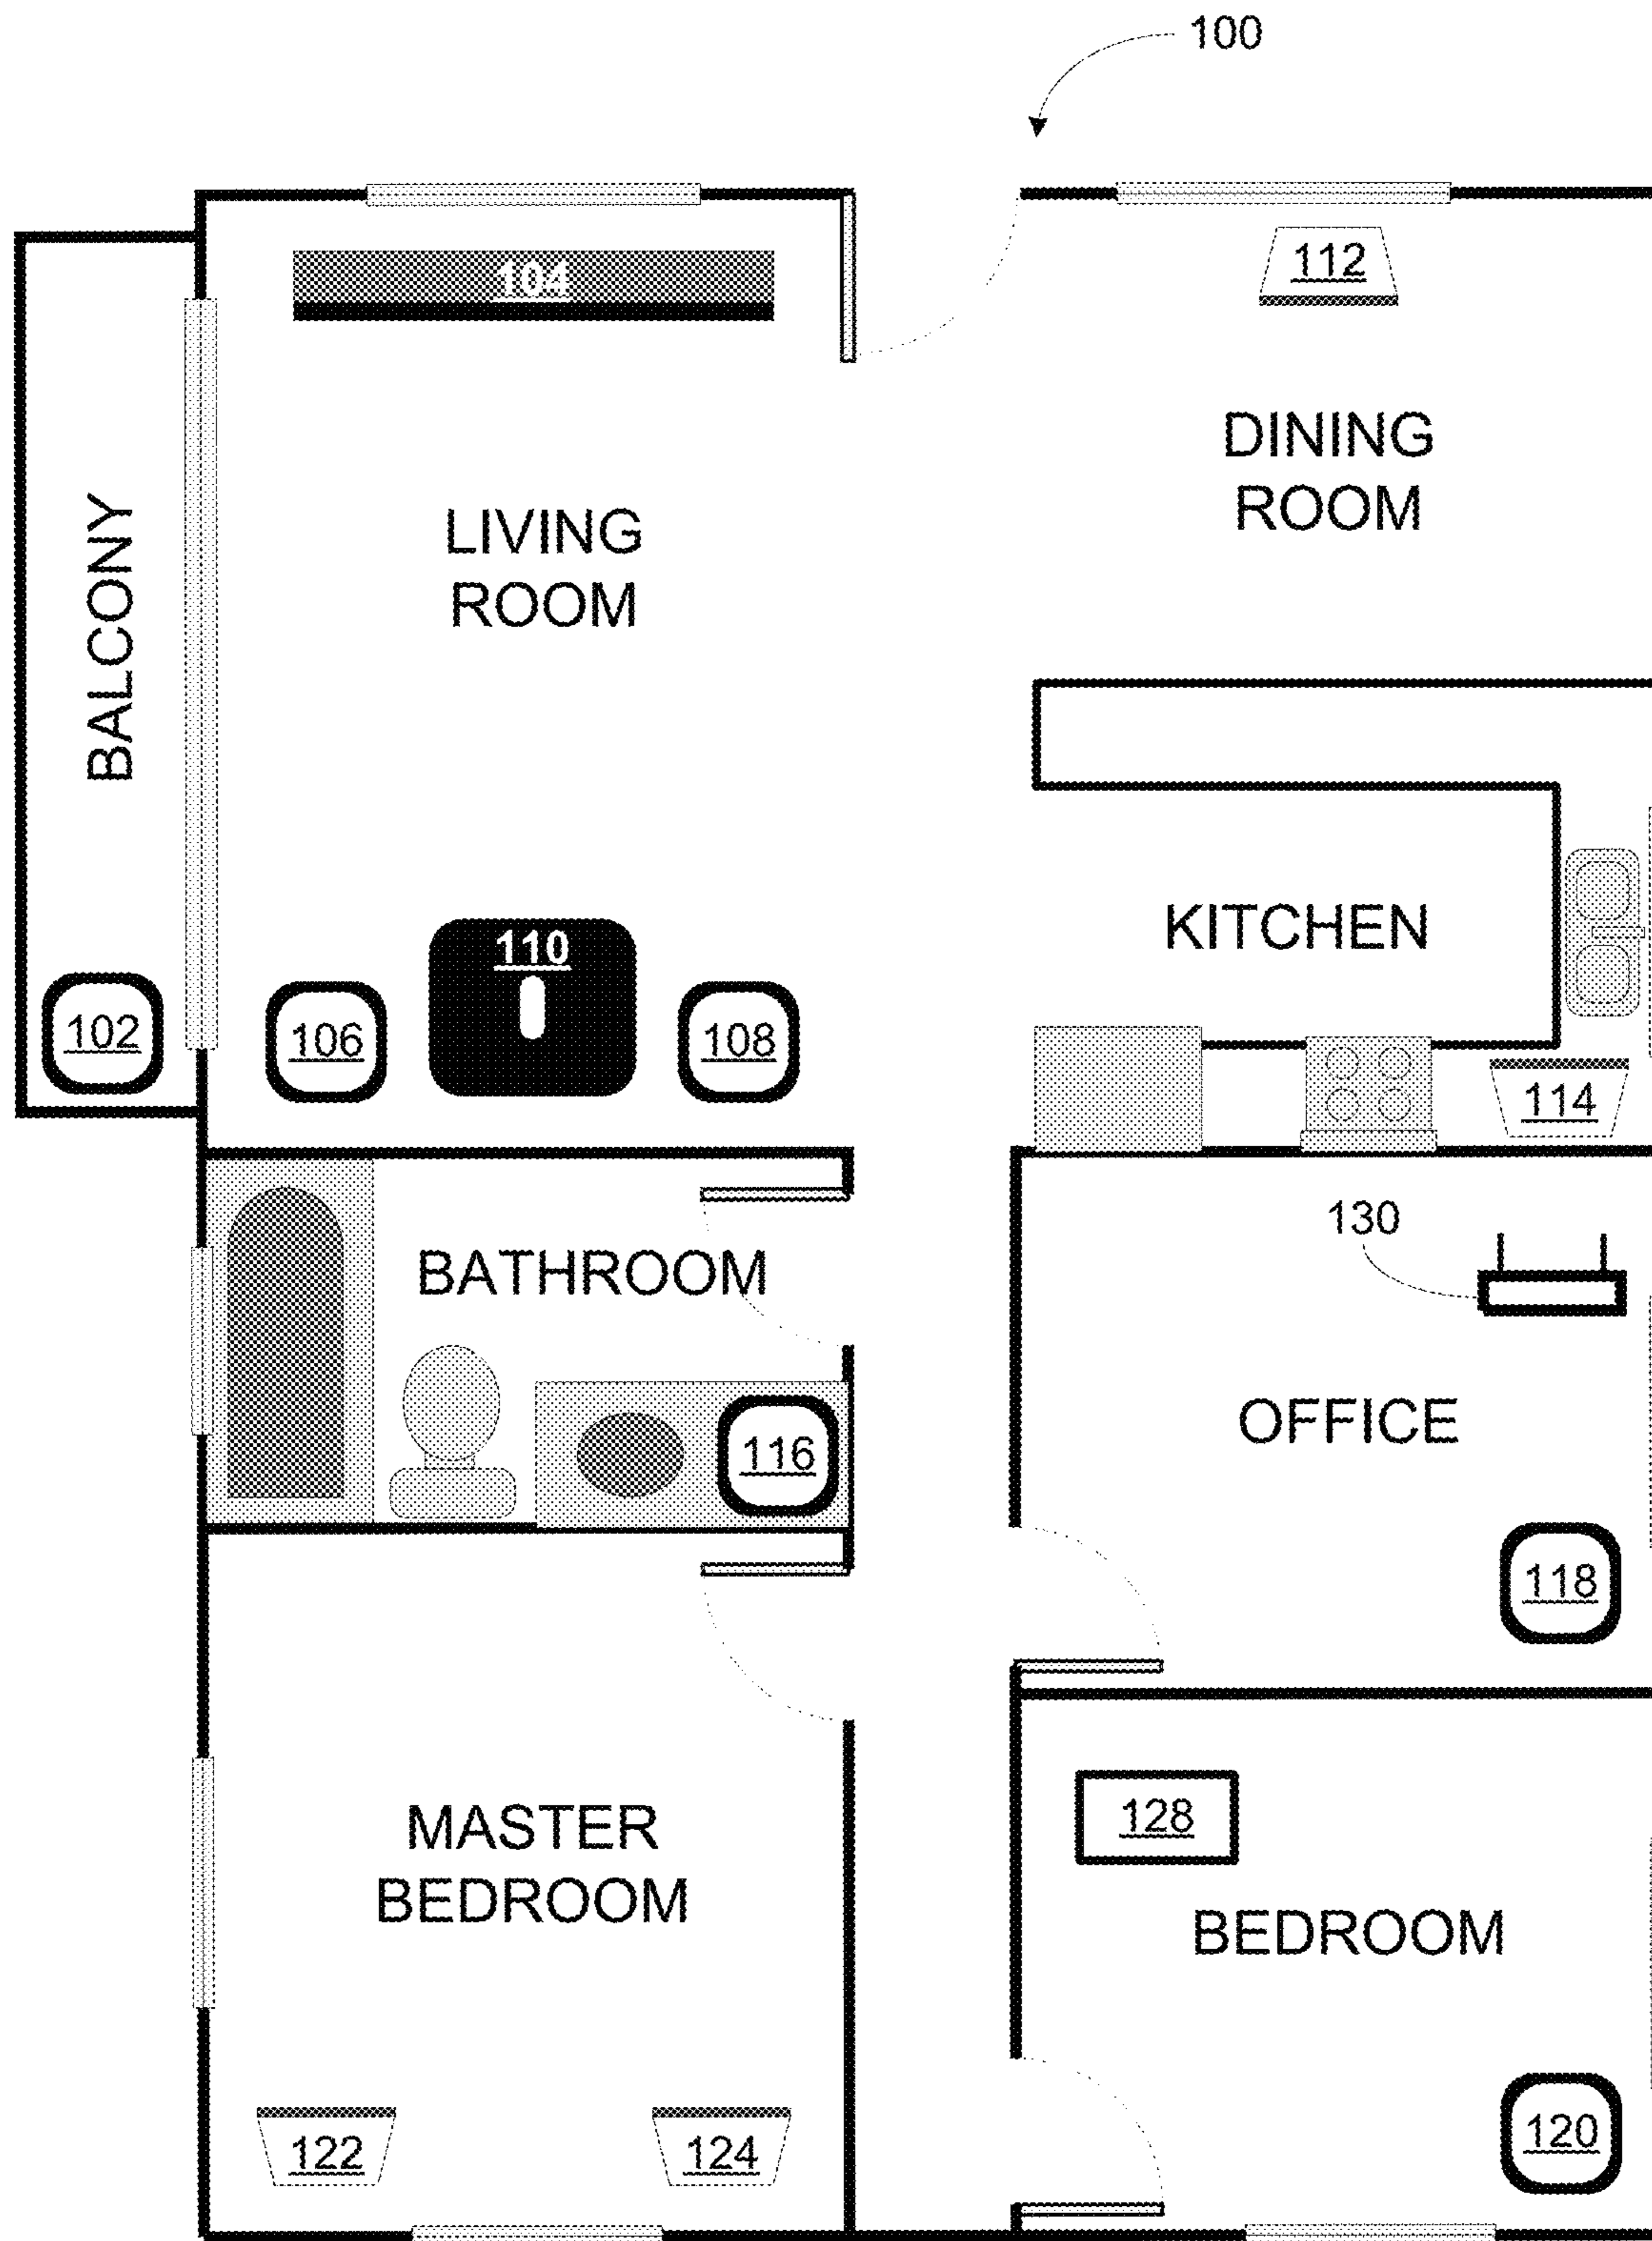 100
104
112
DINING
ROOM
LIVING
ROOM
BALCONY
KITCHEN
110
102
106
108
114
130
BATHROOM
OFFICE
116
118
128
MASTER
BEDROOM
BEDROOM
122
124
120